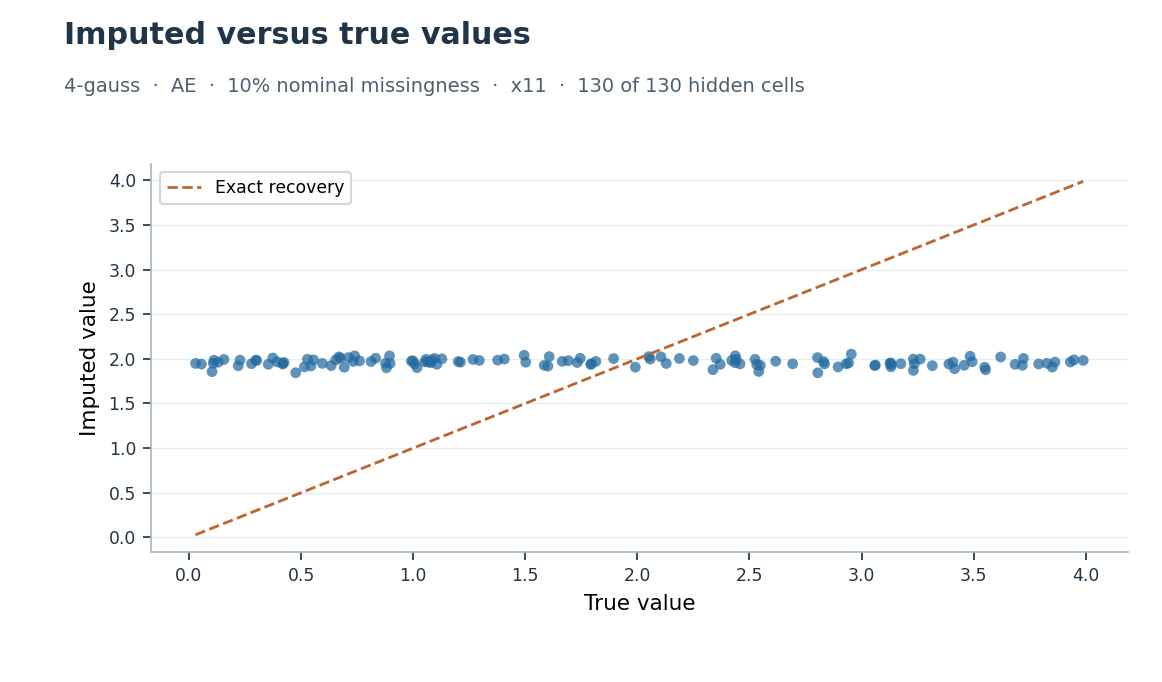 Imputed versus true values
4-gauss · AE · 10% nominal missingness · x11 · 130 of 130 hidden cells
Exact recovery
Imputed value
4.0
3.5
3.0
2.5
2.0
1.5
1.0
0.5
0.0
0.0 0.5 1.0 1.5 2.0 2.5 3.0 3.5 4.0
True value